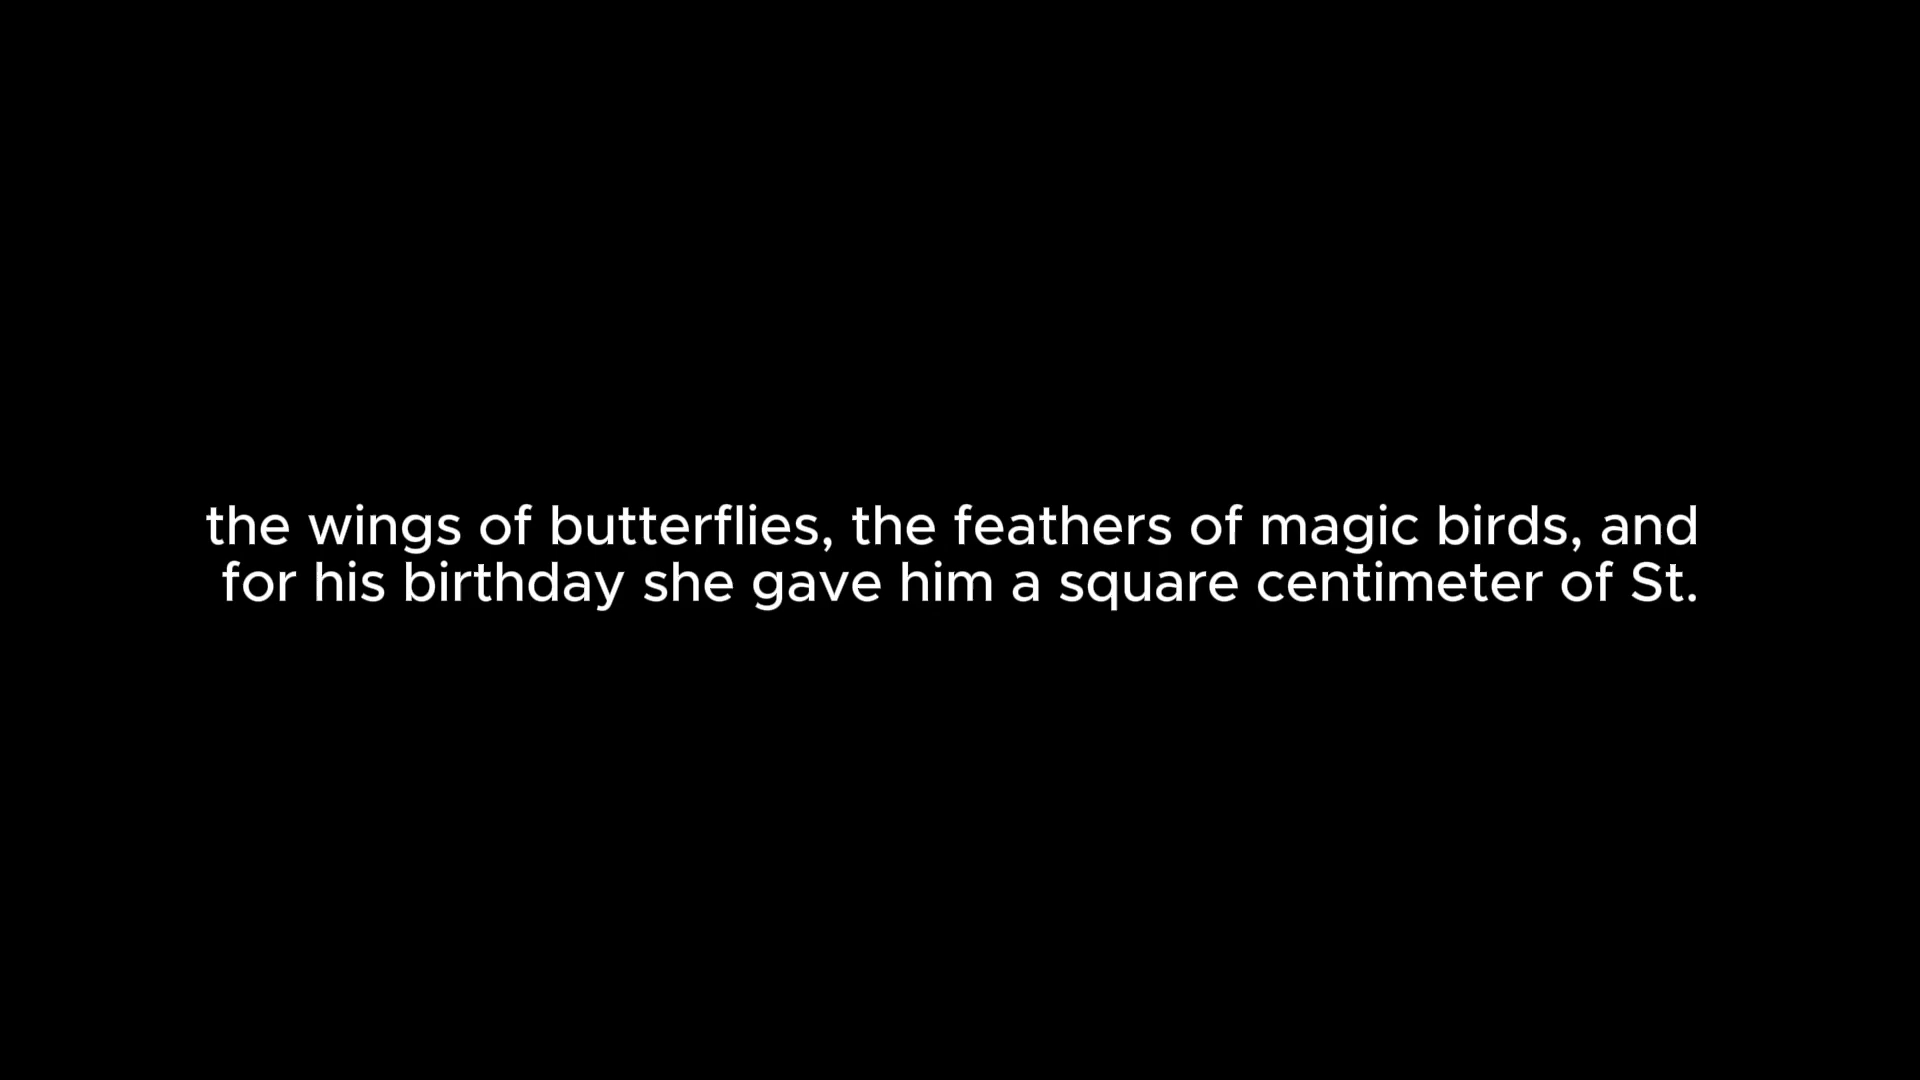 the wings of butterflies, the feathers of magic birds, and
for his birthday she gave him a square centimeter of St.